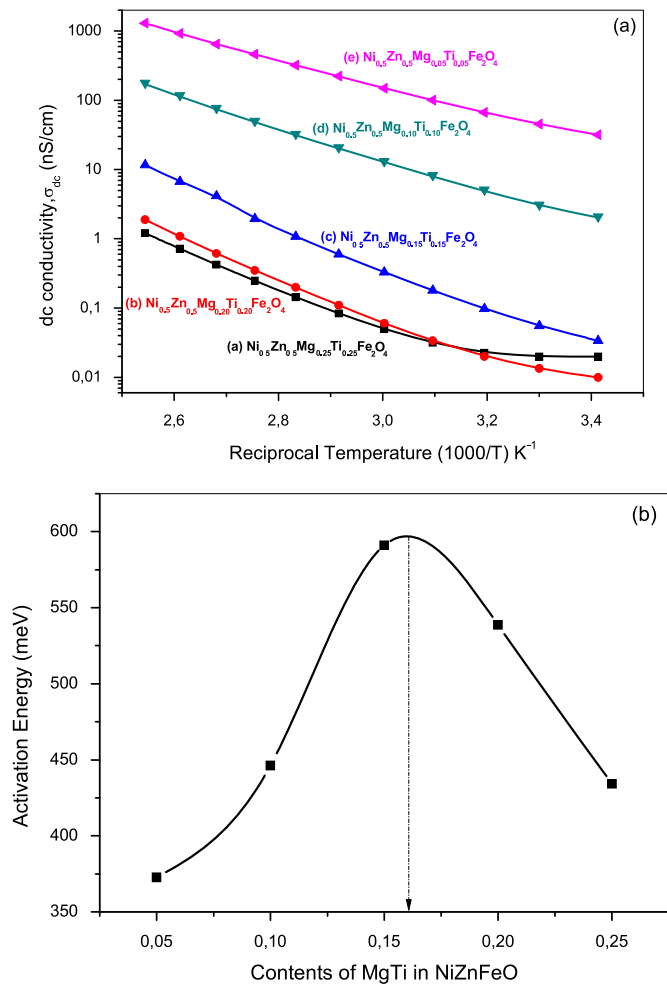 (a)
1000
100
10
1
0,1
0,01
dc conductivity,σdc (nS/cm)
(e) Ni0.5Zn0.5Mg0.05Ti0.05Fe2O4
(d) Ni0.5Zn0.5Mg0.10Ti0.10Fe2O4
(c) Ni0 5Zn0.5Mg0.15Ti0.15Fe2O4
(b) Ni0.5Zn0.5Mg0.20Ti0.20Fe2O4
(a) Ni0 5Zn0 5Mg0.25Ti0.25Fe2O4
2,6 2,8 3,0 3,2 3,4
Reciprocal Temperature (1000/T) K⁻¹
(b)
600
550
500
450
400
350
Activation Energy (meV)
0,05 0,10 0,15 0,20 0,25
Contents of MgTi in NiZnFeO